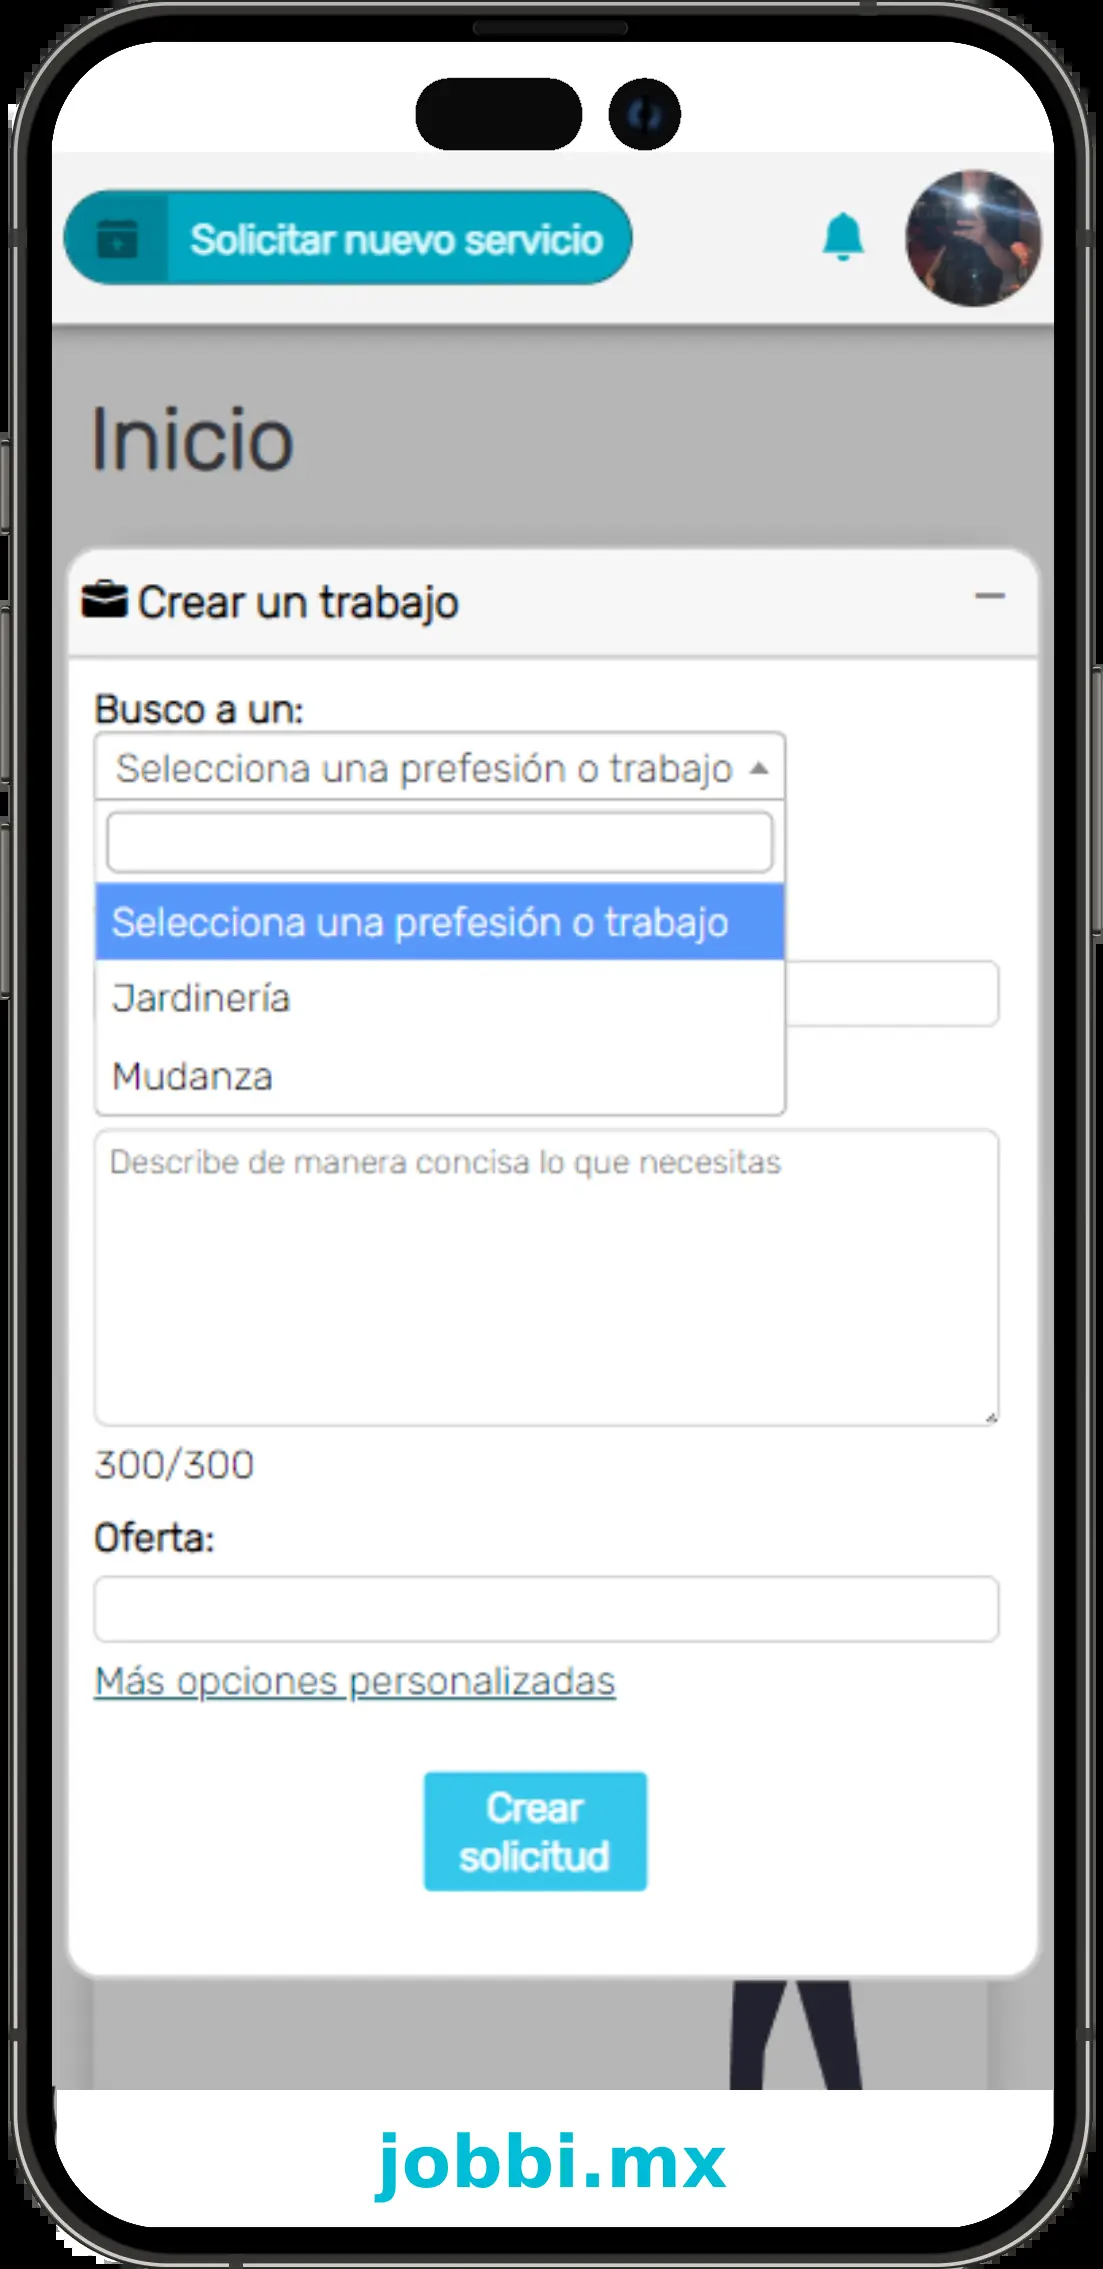 Solicitar nuevo servicio
Inicio
Crear un trabajo
Busco a un:
Selecciona una prefesión o trabajo
Selecciona una prefesión o trabajo
Jardinería
Mudanza
Describe de manera concisa lo que necesitas
300/300
Oferta:
Más opciones personalizadas
Crear
solicitud
jobbi.mx